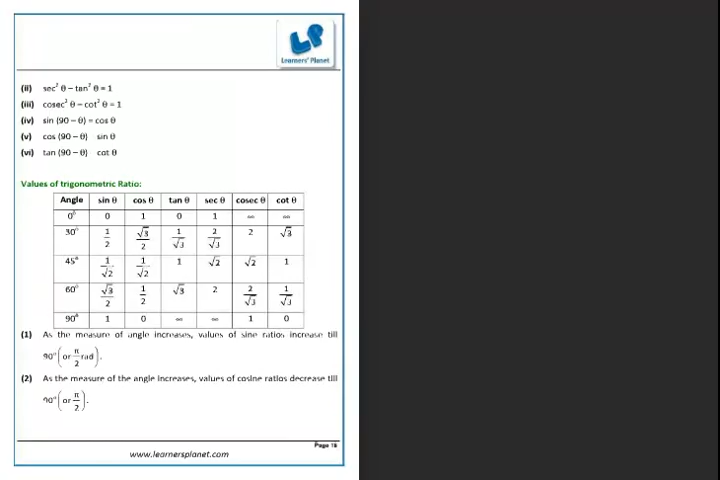 LP
Learners' Planet
(ii) sec² θ – tan² θ = 1
(iii) cosec² θ – cot² θ = 1
(iv) sin (90 – θ) = cos θ
(v) cos (90 – θ) sin θ
(vi) tan (90 – θ) cot θ
Values of trigonometric Ratio:
Angle sin θ cos θ tan θ sec θ cosec θ cot θ
0° 0 1 0 1 ∞ ∞
30° 1/2 √3/2 1/√3 2/√3 2 √3
45° 1/√2 1/√2 1 √2 √2 1
60° √3/2 1/2 √3 2 2/√3 1/√3
90° 1 0 ∞ ∞ 1 0
(1) As the measure of angle increases, values of sine ratios increase till
90° (or π/2 rad).
(2) As the measure of the angle increases, values of cosine ratios decrease till
90° (or π/2).
Page 18
www.learnersplanet.com